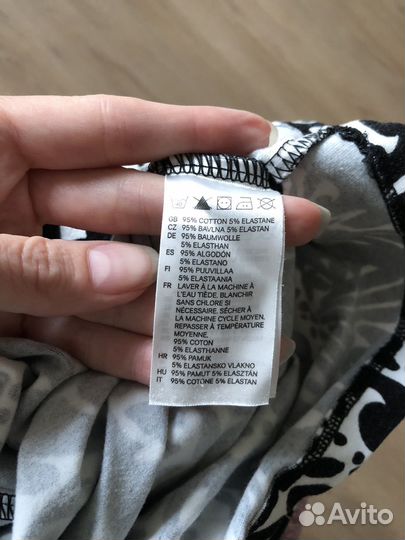 GB 95% COTTON 5% ELASTANE
CZ 95% BAVLNA 5% ELASTAN
DE 95% BAUMWOLLE
5% ELASTHAN
ES 95% ALGODÓN
5% ELASTANO
FI 95% PUUVILLAA
5% ELASTAANIA
FR LAVER À LA MACHINE À
L'EAU TIÈDE. BLANCHIR
SANS CHLORE SI
NÉCESSAIRE. SÉCHER À
LA MACHINE CYCLE MOYEN.
REPASSER À TEMPÉRATURE
MOYENNE.
95% COTON
5% ELASTHANNE
HR 95% PAMUK
5% ELASTANSKO VLAKNO
HU 95% PAMUT 5% ELASZTÁN
IT 95% COTONE 5% ELASTAN
Avito